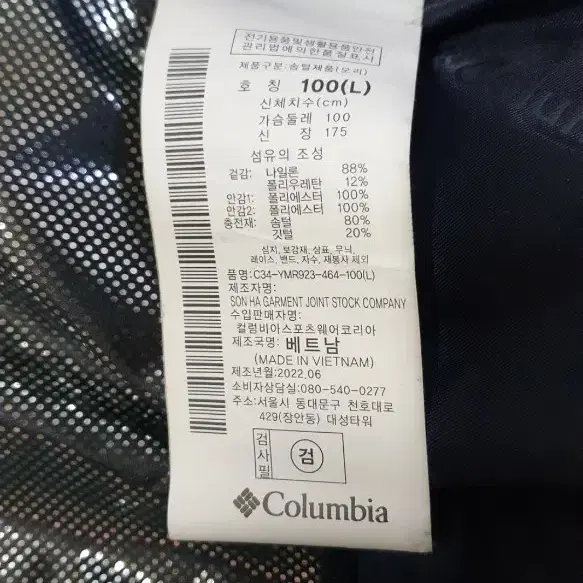 전기용품및생활용품안전
관리법에의한품질표시
제품구분:솜털제품(오리)
호 칭 100(L)
신체치수(cm)
가슴둘레 100
신 장 175
섬유의 조성
겉감: 나일론 88%
폴리우레탄 12%
안감1: 폴리에스터 100%
안감2: 폴리에스터 100%
충전재: 솜털 80%
깃털 20%
심지, 보강재, 상표, 무늬,
레이스, 밴드, 자수, 재봉사 제외
품명:C34-YMR923-464-100(L)
제조자명:
SON HA GARMENT JOINT STOCK COMPANY
수입판매자명:
컬럼비아스포츠웨어코리아
제조국명: 베트남
(MADE IN VIETNAM)
제조년월:2022.06
소비자상담실:080-540-0277
주소:서울시 동대문구 천호대로
429(장안동) 대성타워
검사필 검
Columbia